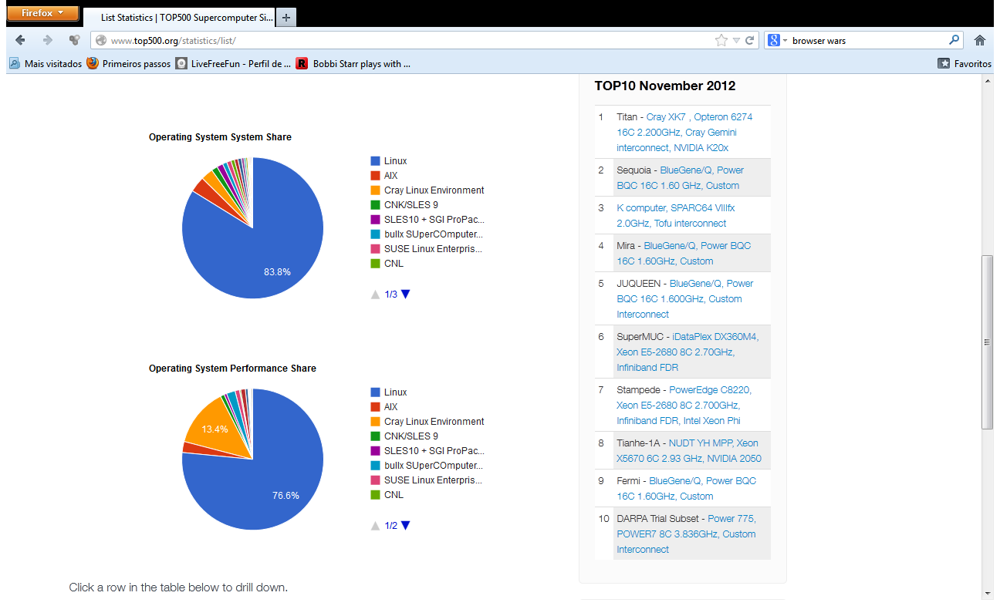 Firefox
List Statistics | TOP500 Supercomputer Si...
www.top500.org/statistics/list/
browser wars
Mais visitados
Primeiros passos
LiveFreeFun - Perfil de ...
Bobbi Starr plays with ...
Favoritos
Operating System System Share
Linux
AIX
Cray Linux Environment
CNK/SLES 9
SLES10 + SGI ProPac...
bullx SUperCOmputer...
SUSE Linux Enterpris...
CNL
83.8%
1/3
Operating System Performance Share
Linux
AIX
Cray Linux Environment
CNK/SLES 9
SLES10 + SGI ProPac...
bullx SUperCOmputer...
SUSE Linux Enterpris...
CNL
13.4%
76.6%
1/2
Click a row in the table below to drill down.
TOP10 November 2012
1 Titan - Cray XK7 , Opteron 6274
16C 2.200GHz, Cray Gemini
interconnect, NVIDIA K20x
2 Sequoia - BlueGene/Q, Power
BQC 16C 1.60 GHz, Custom
3 K computer, SPARC64 VIIIfx
2.0GHz, Tofu interconnect
4 Mira - BlueGene/Q, Power BQC
16C 1.60GHz, Custom
5 JUQUEEN - BlueGene/Q, Power
BQC 16C 1.600GHz, Custom
Interconnect
6 SuperMUC - iDataPlex DX360M4,
Xeon E5-2680 8C 2.70GHz,
Infiniband FDR
7 Stampede - PowerEdge C8220,
Xeon E5-2680 8C 2.700GHz,
Infiniband FDR, Intel Xeon Phi
8 Tianhe-1A - NUDT YH MPP, Xeon
X5670 6C 2.93 GHz, NVIDIA 2050
9 Fermi - BlueGene/Q, Power BQC
16C 1.60GHz, Custom
10 DARPA Trial Subset - Power 775,
POWER7 8C 3.836GHz, Custom
Interconnect